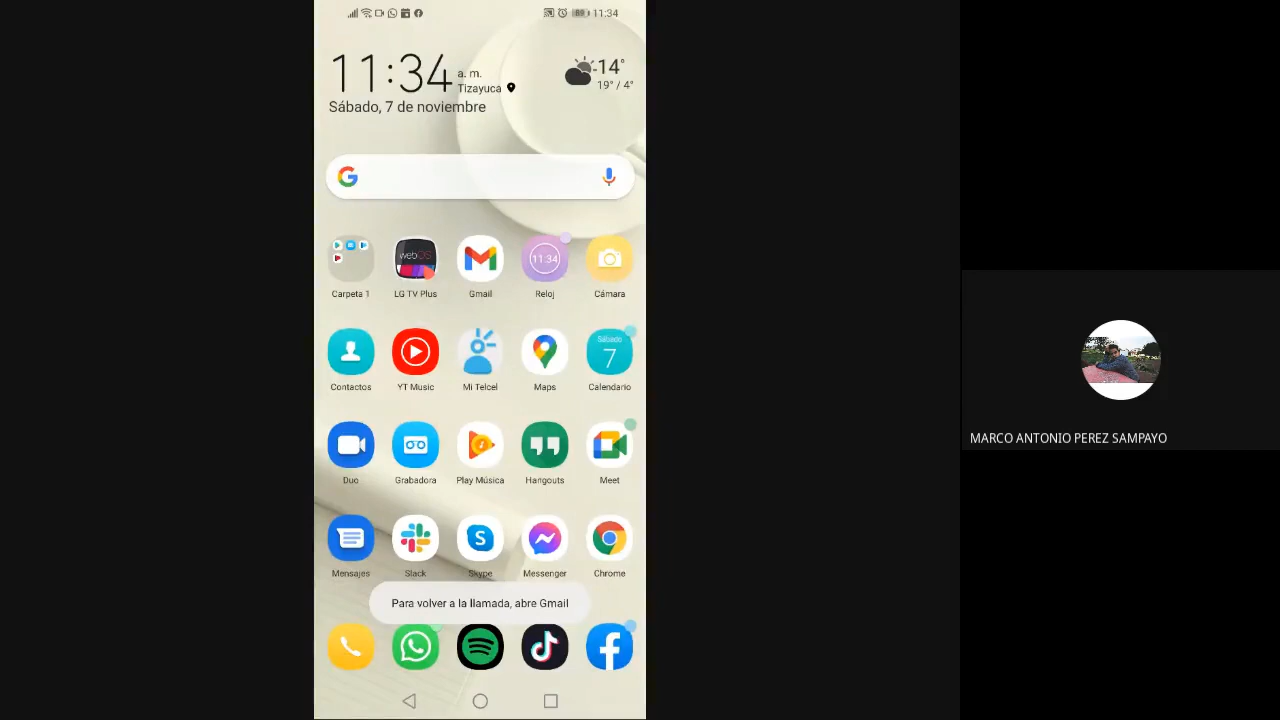 89 11:34
11:34 a. m.
Tizayuca
14°
19° / 4°
Sábado, 7 de noviembre
G
webOS
11:34
Carpeta 1 LG TV Plus Gmail Reloj Cámara
Sábado
7
Contactos YT Music Mi Telcel Maps Calendario
Duo Grabadora Play Música Hangouts Meet
Mensajes Slack Skype Messenger Chrome
Para volver a la llamada, abre Gmail
MARCO ANTONIO PEREZ SAMPAYO